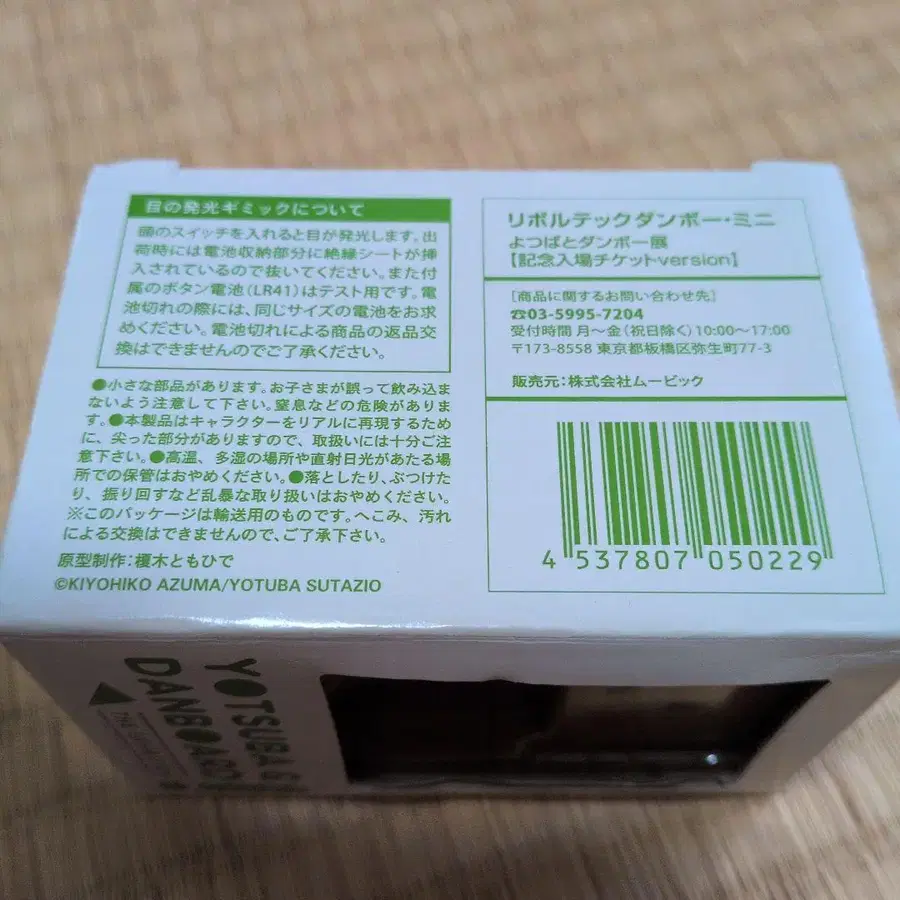 目の発光ギミックについて
頭のスイッチを入れると目が発光します。出
荷時には電池収納部分に絶縁シートが挿
入されているので抜いてください。また付
属のボタン電池(LR41)はテスト用です。電
池切れの際には、同じサイズの電池をお求
めください。電池切れによる商品の返品交
換はできませんのでご了承ください。
●小さな部品があります。お子さまが誤って飲み込ま
ないよう注意して下さい。窒息などの危険がありま
す。●本製品はキャラクターをリアルに再現するため
に、尖った部分がありますので、取扱いには十分ご注
意下さい。●高温、多湿の場所や直射日光があたる場
所での保管はおやめください。●落としたり、ぶつけた
り、振り回すなど乱暴な取り扱いはおやめください。
※このパッケージは輸送用のものです。へこみ、汚れ
による交換はできませんので、ご了承下さい。
原型制作：榎木ともひで
©KIYOHIKO AZUMA/YOTUBA SUTAZIO
リボルテックダンボー・ミニ
よつばとダンボー展
【記念入場チケットversion】
［商品に関するお問い合わせ先］
☎03-5995-7204
受付時間 月〜金（祝日除く）10:00〜17:00
〒173-8558 東京都板橋区弥生町77-3
販売元：株式会社ムービック
4 537807 050229
YOTSUBA &
DANBOARD